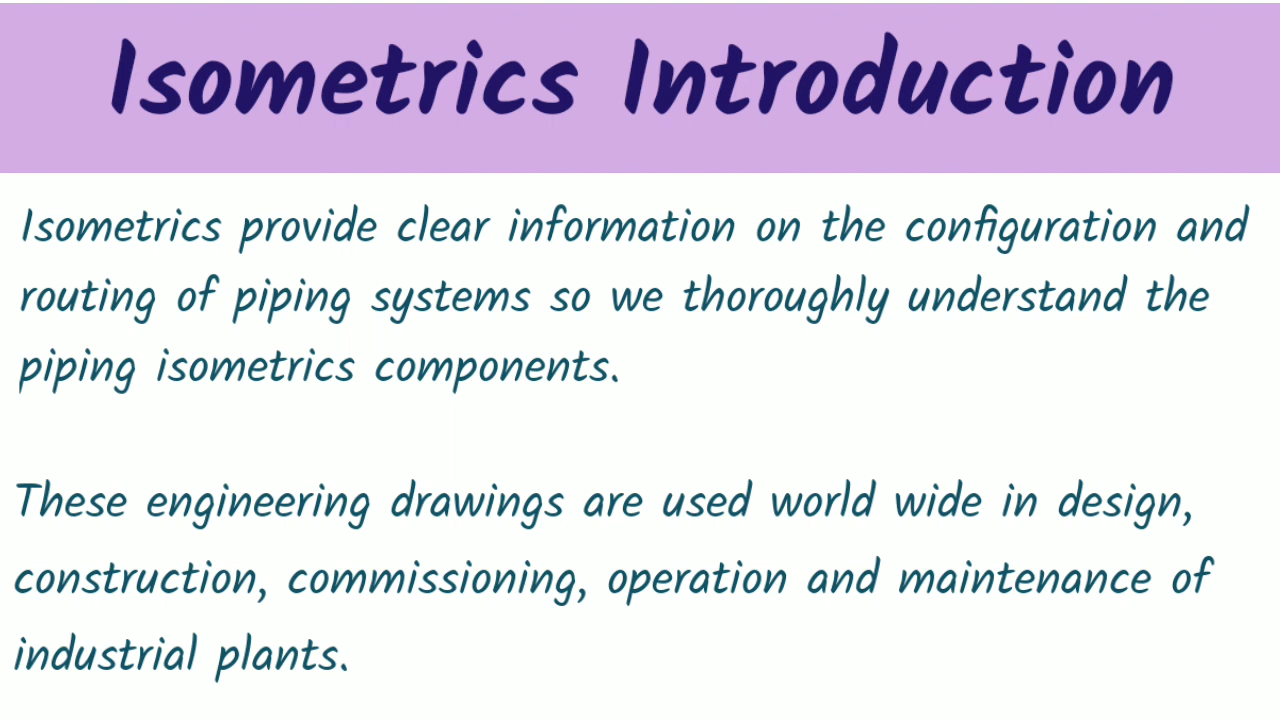 Isometrics Introduction
Isometrics provide clear information on the configuration and
routing of piping systems so we thoroughly understand the
piping isometrics components.
These engineering drawings are used world wide in design,
construction, commissioning, operation and maintenance of
industrial plants.